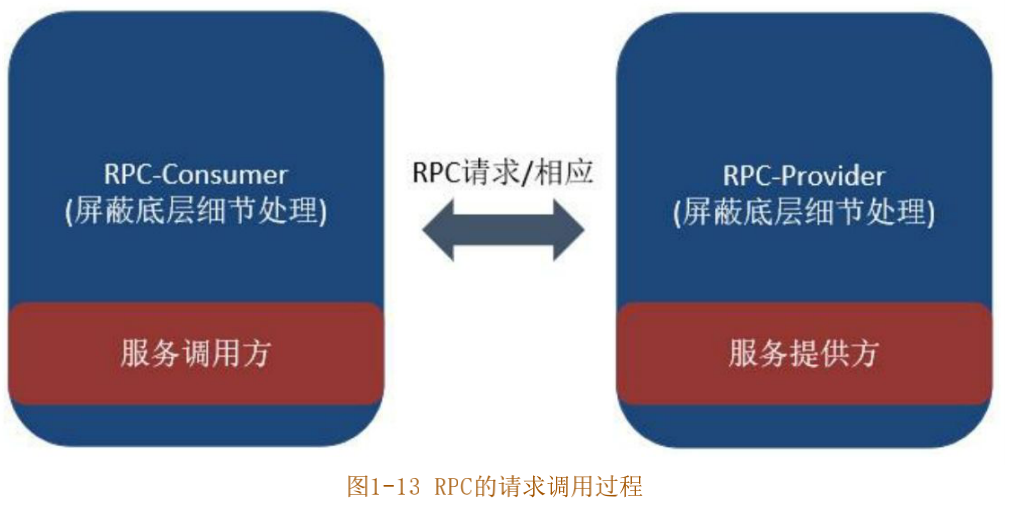 RPC-Consumer
(屏蔽底层细节处理)
服务调用方
RPC请求/相应
RPC-Provider
(屏蔽底层细节处理)
服务提供方
图1-13 RPC的请求调用过程